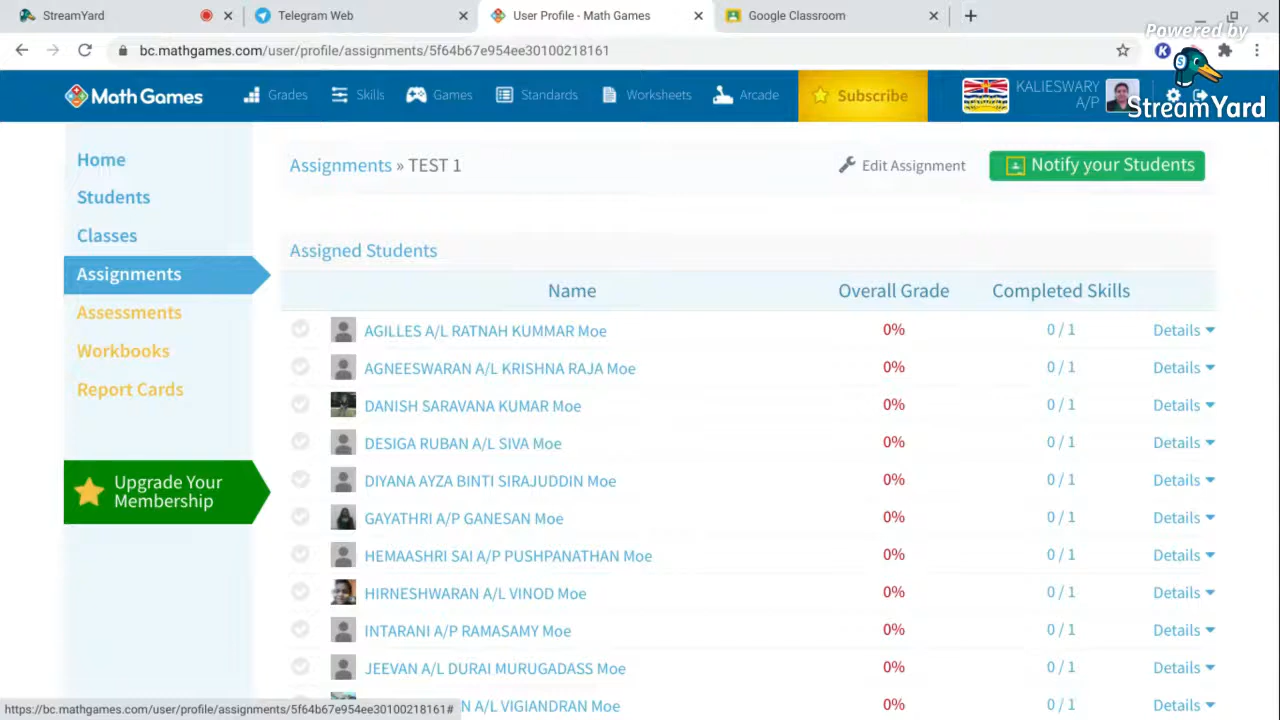 StreamYard
Telegram Web
User Profile - Math Games
Google Classroom
bc.mathgames.com/user/profile/assignments/5f64b67e954ee30100218161
Powered by
StreamYard
Math Games
Grades
Skills
Games
Standards
Worksheets
Arcade
Subscribe
KALIESWARY
A/P
Home
Students
Classes
Assignments
Assessments
Workbooks
Report Cards
Upgrade Your
Membership
Assignments » TEST 1
Edit Assignment
Notify your Students
Assigned Students
Name Overall Grade Completed Skills
AGILLES A/L RATNAH KUMMAR Moe 0% 0 / 1 Details
AGNEESWARAN A/L KRISHNA RAJA Moe 0% 0 / 1 Details
DANISH SARAVANA KUMAR Moe 0% 0 / 1 Details
DESIGA RUBAN A/L SIVA Moe 0% 0 / 1 Details
DIYANA AYZA BINTI SIRAJUDDIN Moe 0% 0 / 1 Details
GAYATHRI A/P GANESAN Moe 0% 0 / 1 Details
HEMAASHRI SAI A/P PUSHPANATHAN Moe 0% 0 / 1 Details
HIRNESHWARAN A/L VINOD Moe 0% 0 / 1 Details
INTARANI A/P RAMASAMY Moe 0% 0 / 1 Details
JEEVAN A/L DURAI MURUGADASS Moe 0% 0 / 1 Details
N A/L VIGIANDRAN Moe 0% 0 / 1 Details
https://bc.mathgames.com/user/profile/assignments/5f64b67e954ee30100218161#